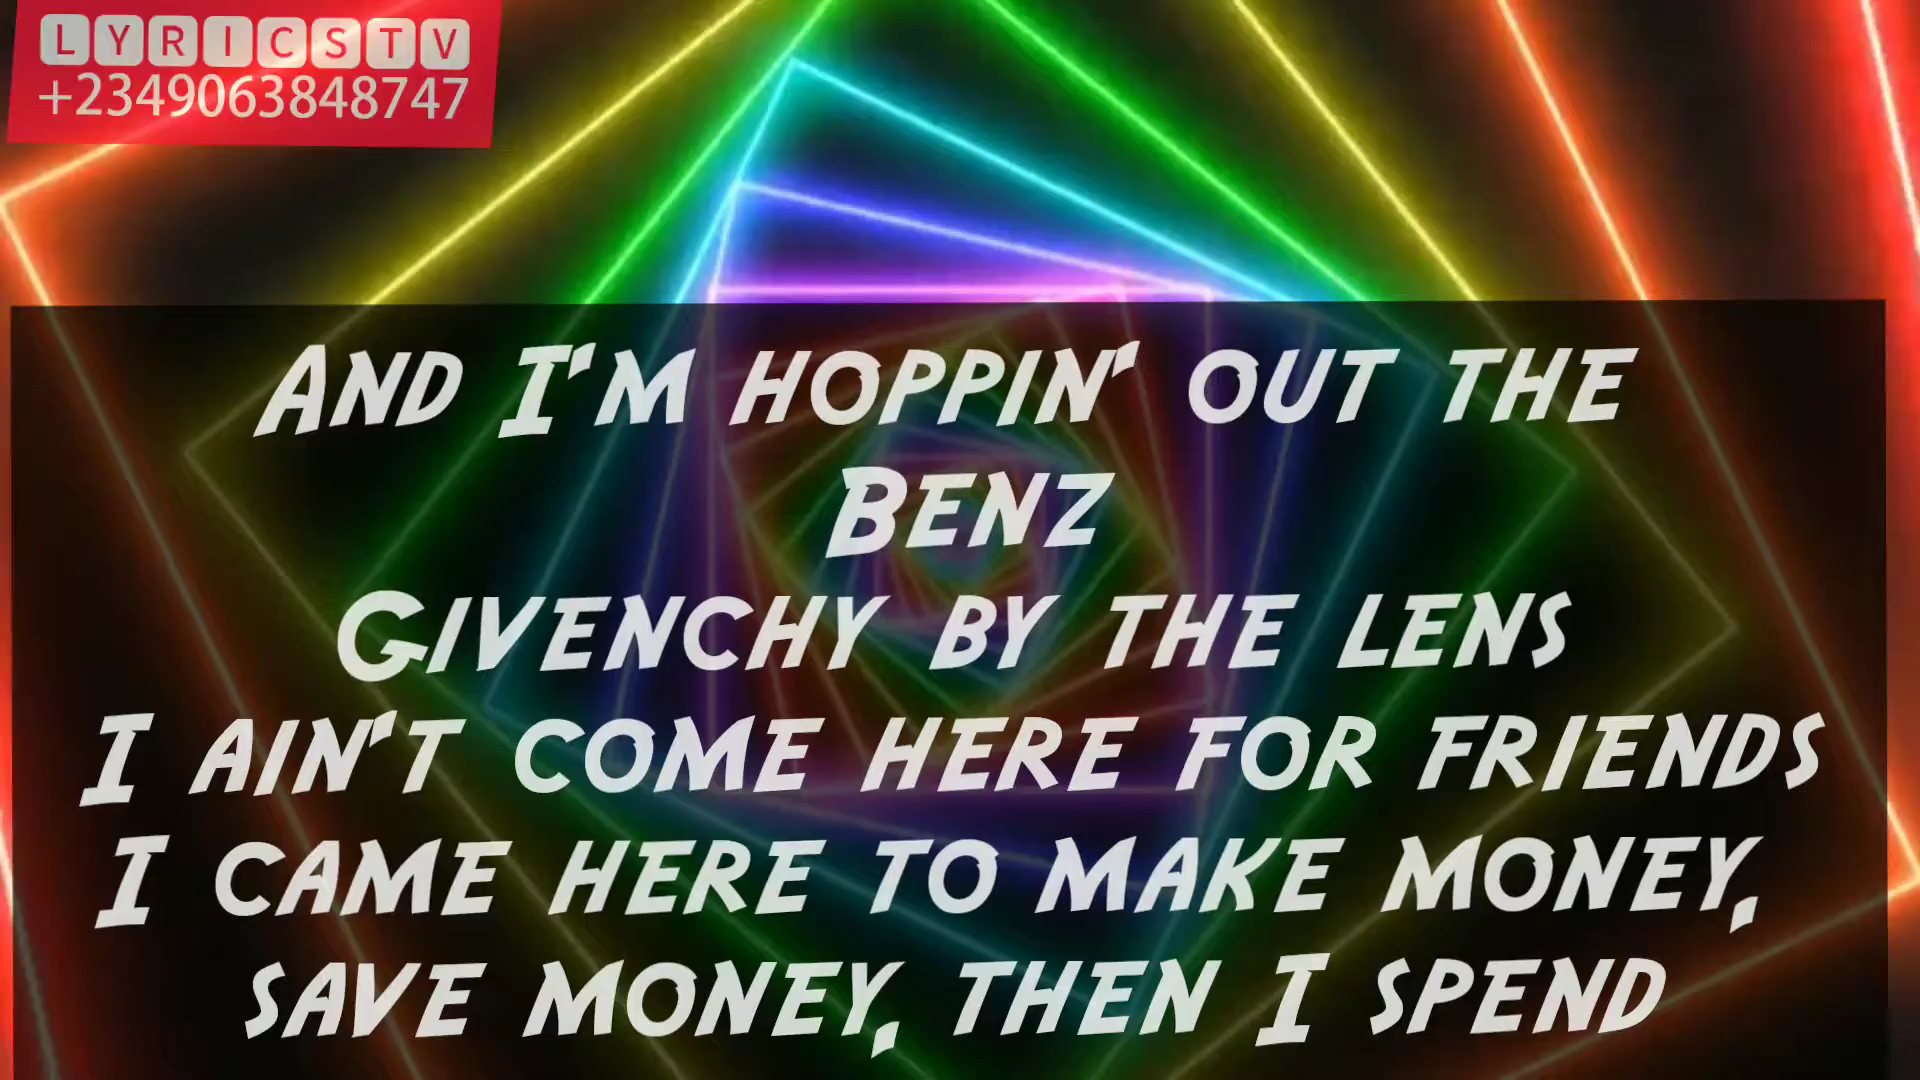 LYRICSTV
+2349063848747
And I'm hoppin' out the
Benz
Givenchy by the lens
I ain't come here for friends
I came here to make money,
save money, then I spend